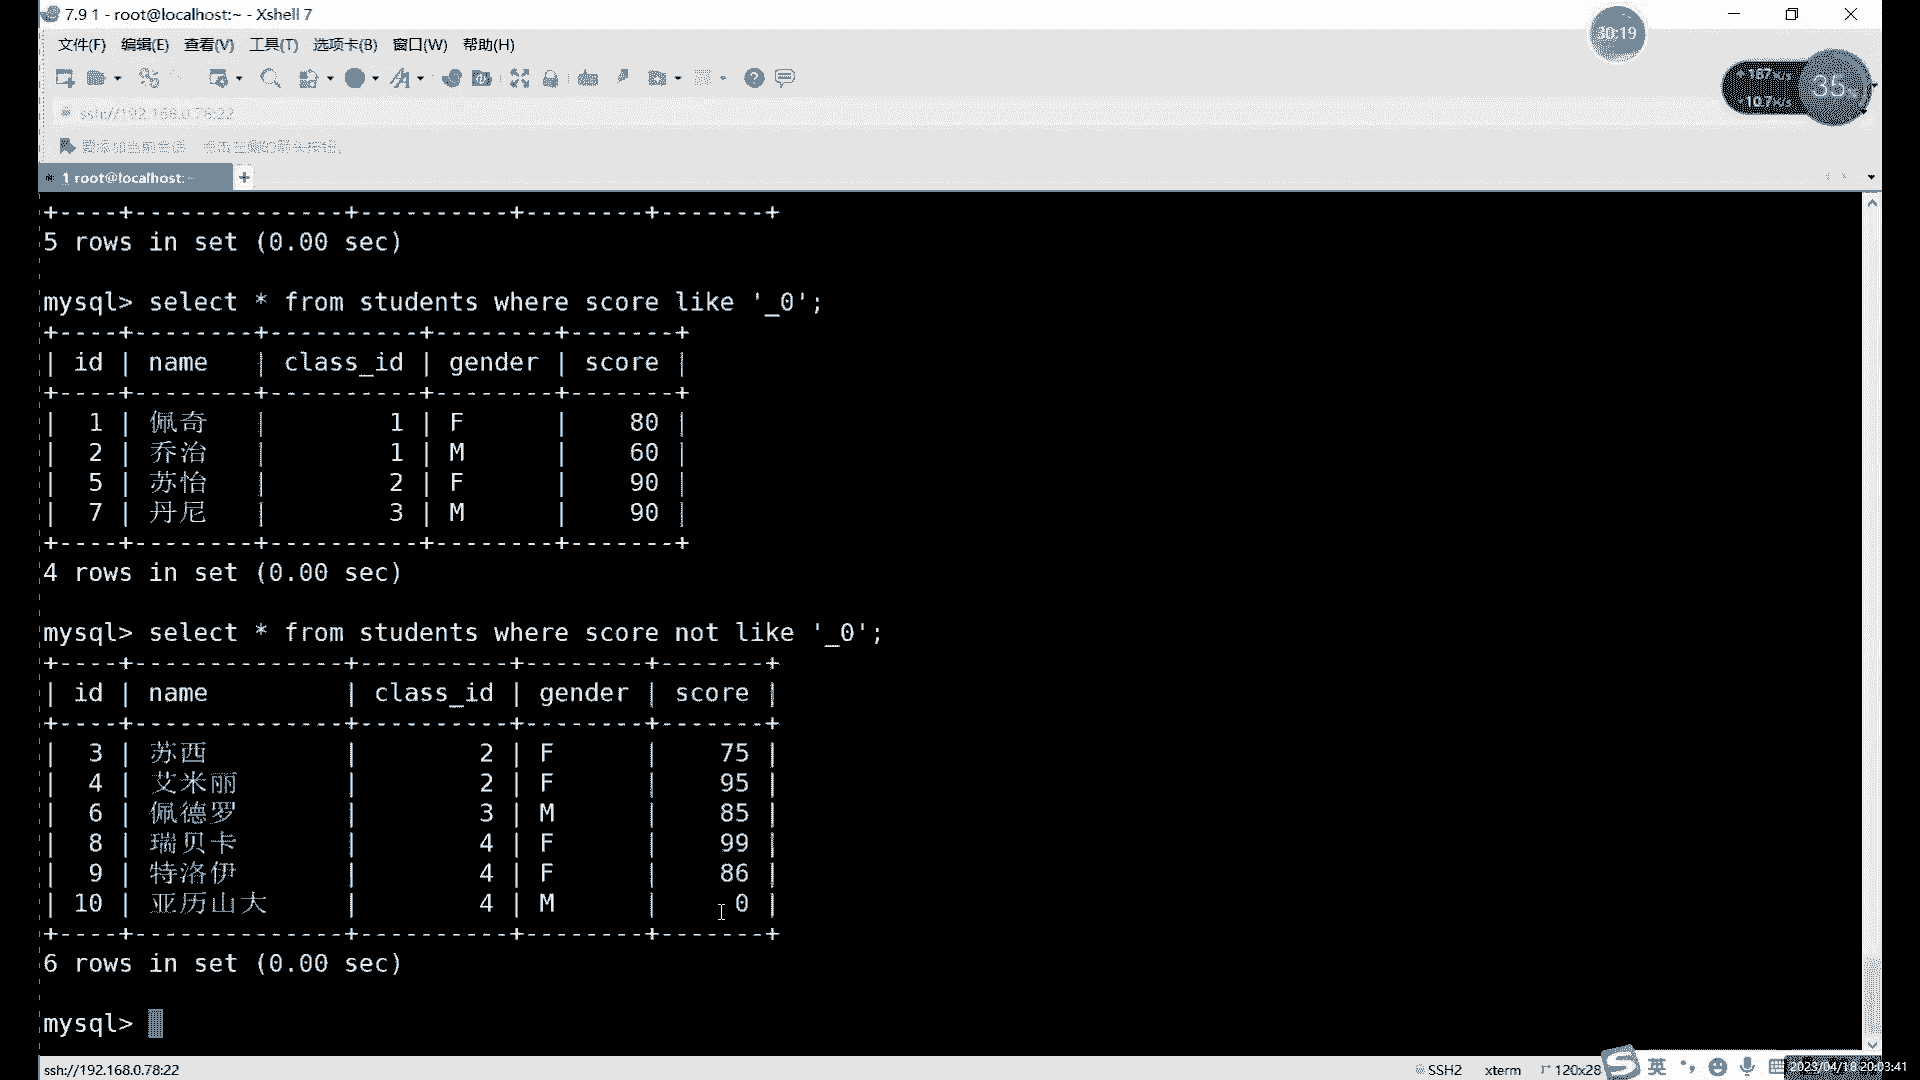 7.9 1 - root@localhost:~ - Xshell 7
30:19
文件(F) 编辑(E) 查看(V) 工具(T) 选项卡(B) 窗口(W) 帮助(H)
187K/s
35%
10.7K/s
ssh://192.168.0.78:22
要添加当前会话，点击左侧的箭头按钮。
1 root@localhost:~ +
+----+--------------+----------+--------+-------+
5 rows in set (0.00 sec)
mysql> select * from students where score like '_0';
+----+--------+----------+--------+-------+
| id | name   | class_id | gender | score |
+----+--------+----------+--------+-------+
|  1 | 佩奇   |        1 | F      |    80 |
|  2 | 乔治   |        1 | M      |    60 |
|  5 | 苏怡   |        2 | F      |    90 |
|  7 | 丹尼   |        3 | M      |    90 |
+----+--------+----------+--------+-------+
4 rows in set (0.00 sec)
mysql> select * from students where score not like '_0';
+----+--------------+----------+--------+-------+
| id | name         | class_id | gender | score |
+----+--------------+----------+--------+-------+
|  3 | 苏西         |        2 | F      |    75 |
|  4 | 艾米丽       |        2 | F      |    95 |
|  6 | 佩德罗       |        3 | M      |    85 |
|  8 | 瑞贝卡       |        4 | F      |    99 |
|  9 | 特洛伊       |        4 | F      |    86 |
| 10 | 亚历山大     |        4 | M      |     0 |
+----+--------------+----------+--------+-------+
6 rows in set (0.00 sec)
mysql>
ssh://192.168.0.78:22 SSH2 xterm 120x28 英 2023/04/18 20:03:41